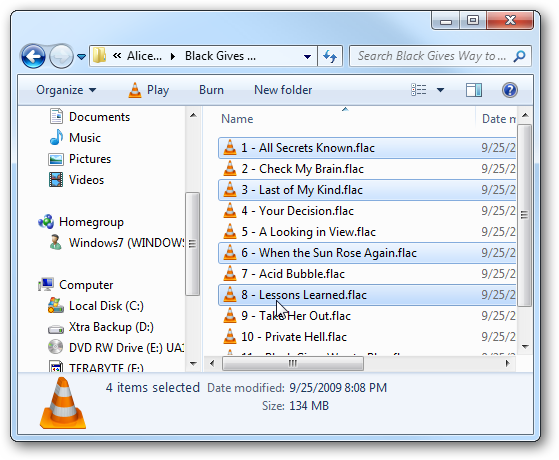 « Alice... ▸ Black Gives ...
Search Black Gives Way to ...
Organize Play Burn New folder
Documents
Music
Pictures
Videos
Homegroup
Windows7 (WINDOWS
Computer
Local Disk (C:)
Xtra Backup (D:)
DVD RW Drive (E:) UA
TERABYTE (F:)
Name Date m
1 - All Secrets Known.flac 9/25/2
2 - Check My Brain.flac 9/25/2
3 - Last of My Kind.flac 9/25/2
4 - Your Decision.flac 9/25/2
5 - A Looking in View.flac 9/25/2
6 - When the Sun Rose Again.flac 9/25/2
7 - Acid Bubble.flac 9/25/2
8 - Lessons Learned.flac 9/25/2
9 - Take Her Out.flac 9/25/2
10 - Private Hell.flac 9/25/2
4 items selected Date modified: 9/25/2009 8:08 PM
Size: 134 MB